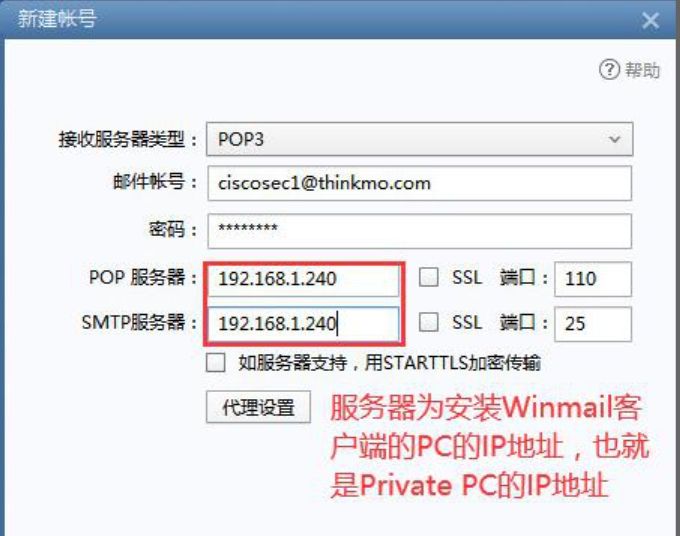 新建帐号
帮助
接收服务器类型： POP3
邮件帐号： ciscosec1@thinkmo.com
密码： ********
POP 服务器： 192.168.1.240 SSL 端口： 110
SMTP服务器： 192.168.1.240 SSL 端口： 25
如服务器支持，用STARTTLS加密传输
代理设置
服务器为安装Winmail客
户端的PC的IP地址，也就
是Private PC的IP地址